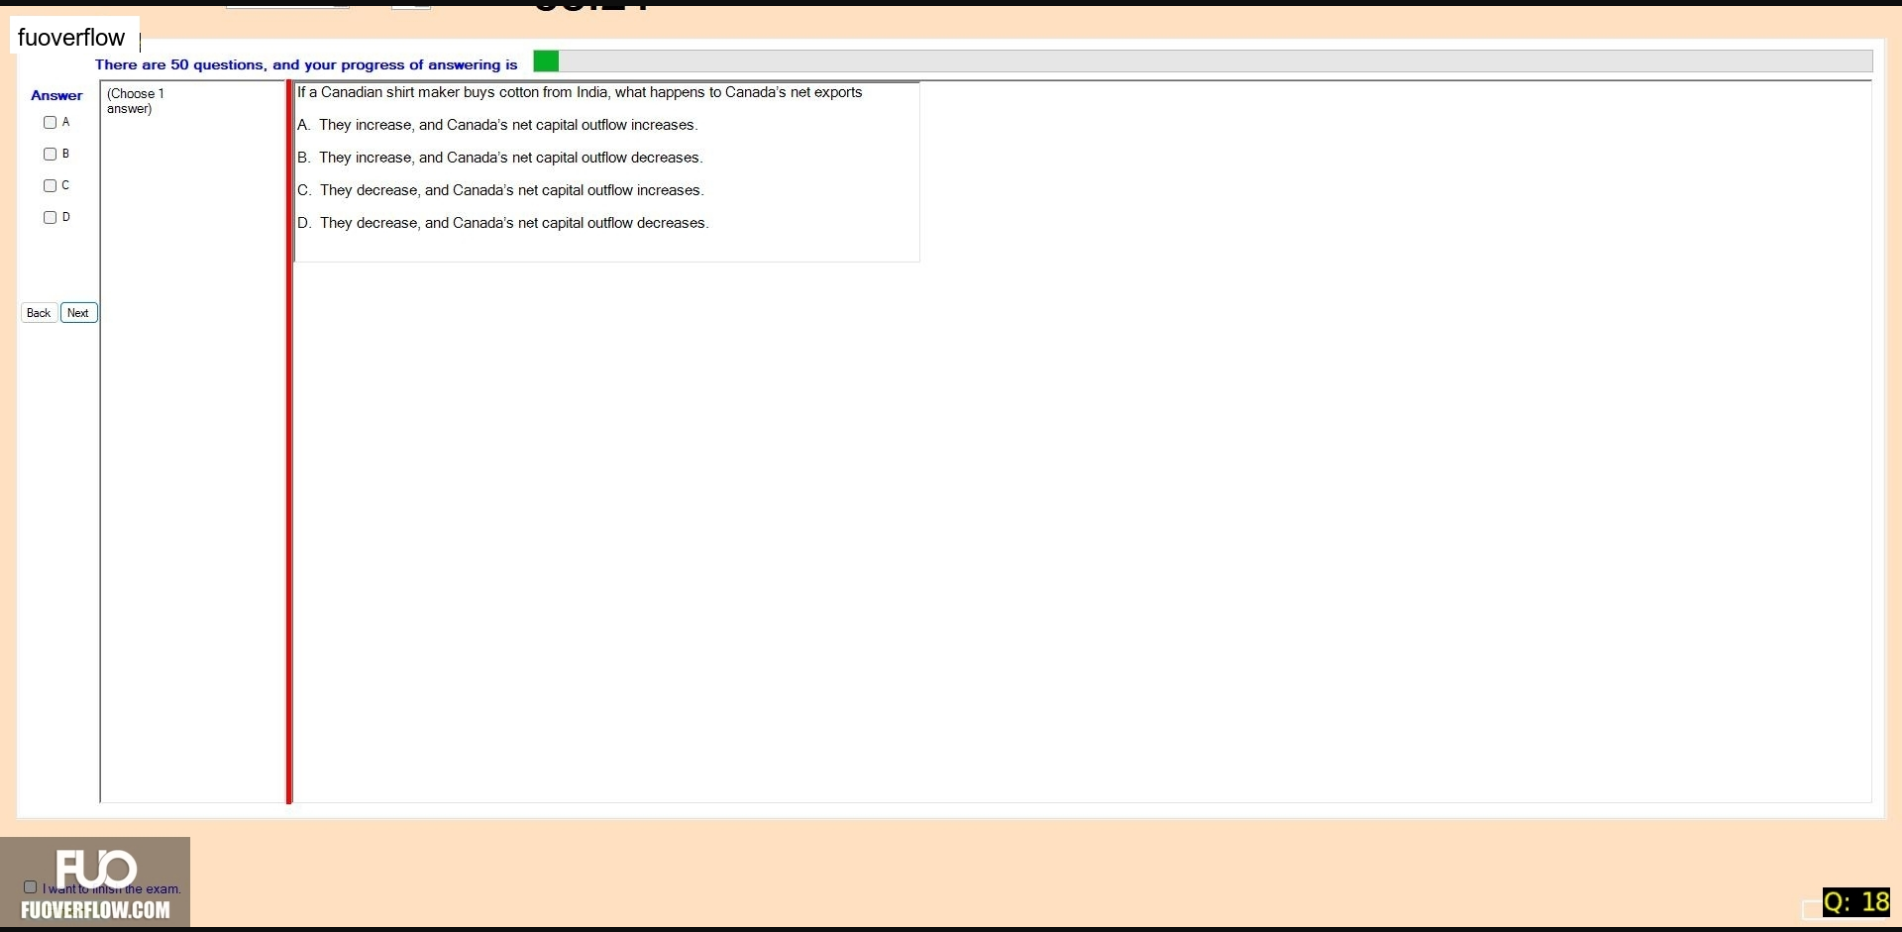 fuoverflow
There are 50 questions, and your progress of answering is
Answer
(Choose 1
answer)
A
B
C
D
Back
Next
If a Canadian shirt maker buys cotton from India, what happens to Canada's net exports
A. They increase, and Canada's net capital outflow increases.
B. They increase, and Canada's net capital outflow decreases.
C. They decrease, and Canada's net capital outflow increases.
D. They decrease, and Canada's net capital outflow decreases.
FUO
I want to finish the exam.
FUOVERFLOW.COM
Q: 18